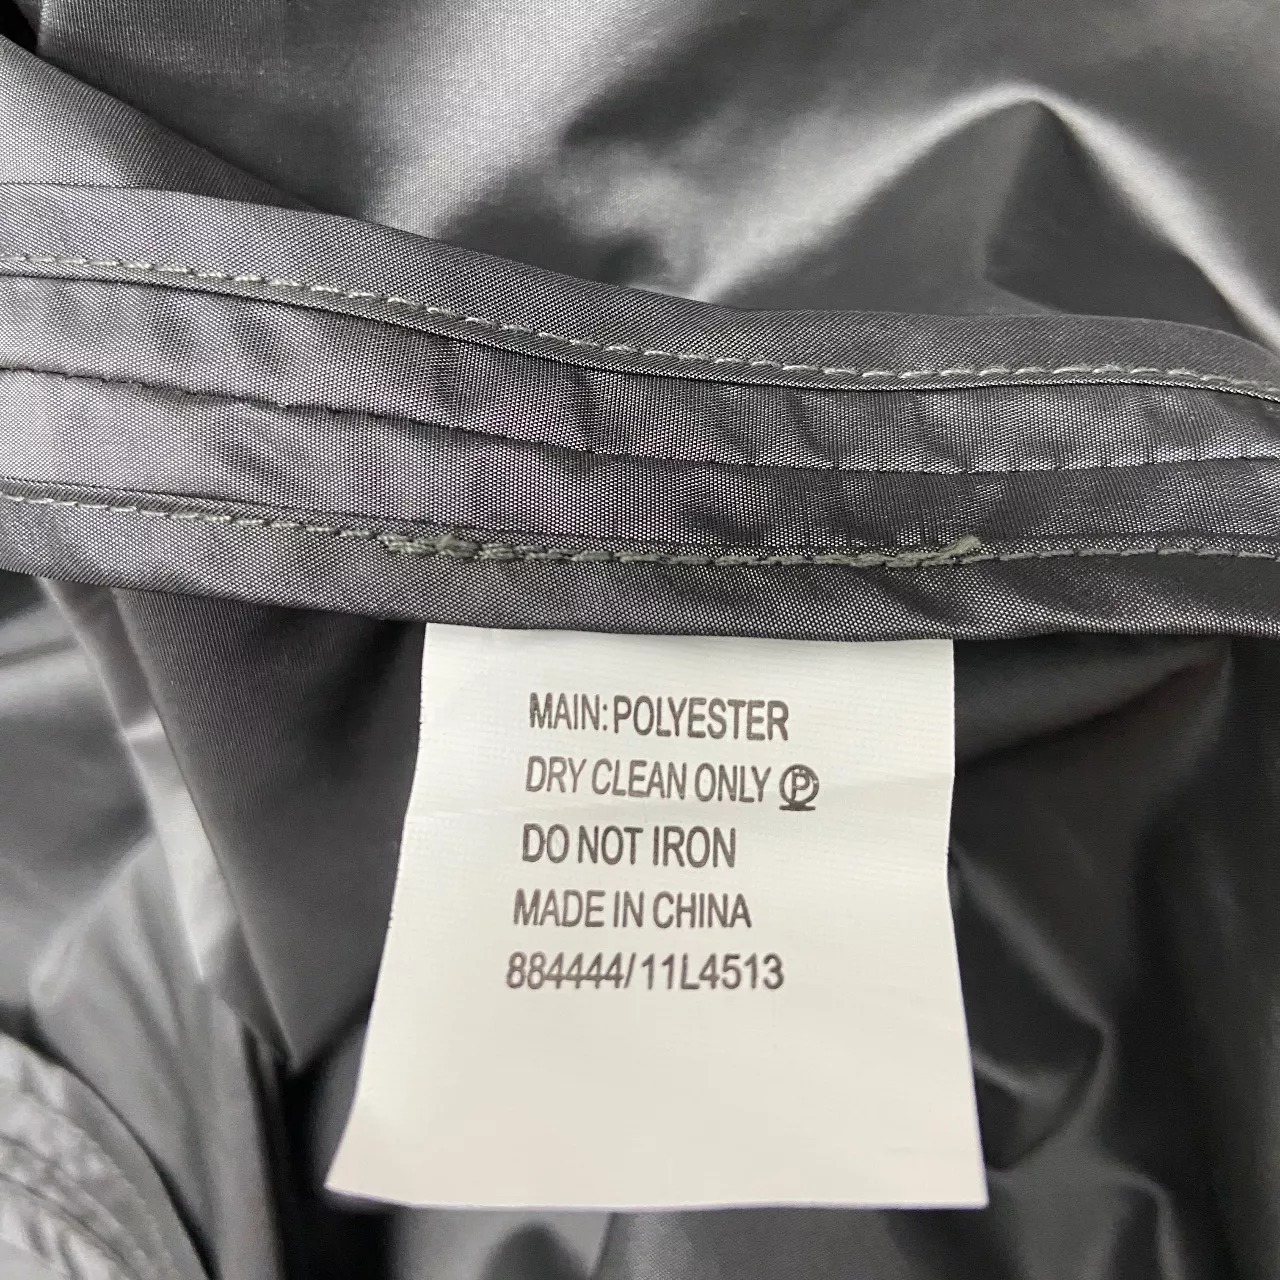 MAIN: POLYESTER
DRY CLEAN ONLY Ⓟ
DO NOT IRON
MADE IN CHINA
884444/11L4513